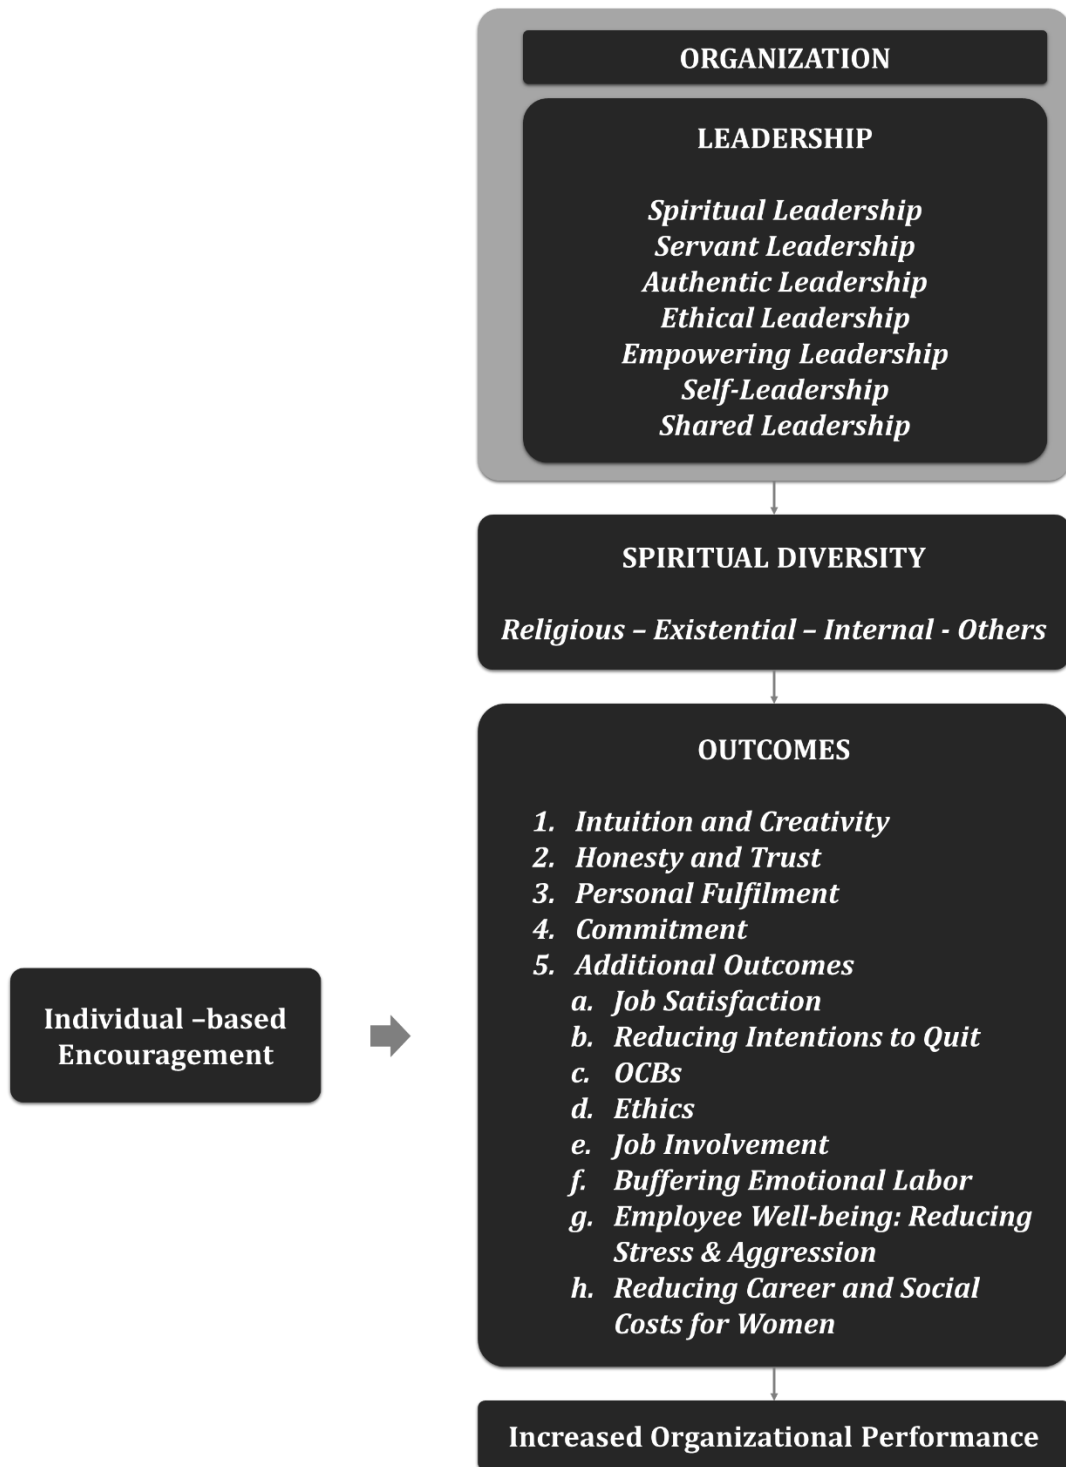 ORGANIZATION
LEADERSHIP
Spiritual Leadership
Servant Leadership
Authentic Leadership
Ethical Leadership
Empowering Leadership
Self-Leadership
Shared Leadership
SPIRITUAL DIVERSITY
Religious – Existential – Internal - Others
OUTCOMES
1. Intuition and Creativity
2. Honesty and Trust
3. Personal Fulfilment
4. Commitment
5. Additional Outcomes
a. Job Satisfaction
b. Reducing Intentions to Quit
c. OCBs
d. Ethics
e. Job Involvement
f. Buffering Emotional Labor
g. Employee Well-being: Reducing
Stress & Aggression
h. Reducing Career and Social
Costs for Women
Individual –based
Encouragement
Increased Organizational Performance